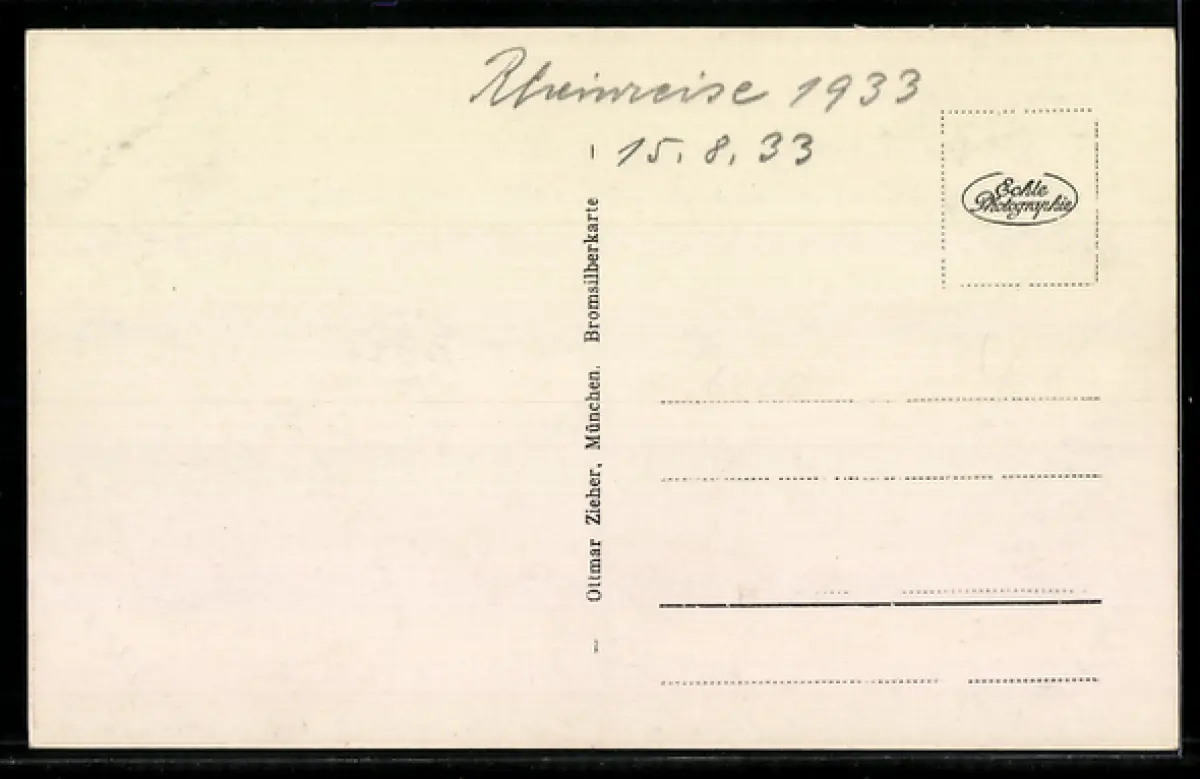 Rheinreise 1933
15.8.33
Echte
Photographie
Ottmar Zieher, München. Bromsilberkarte